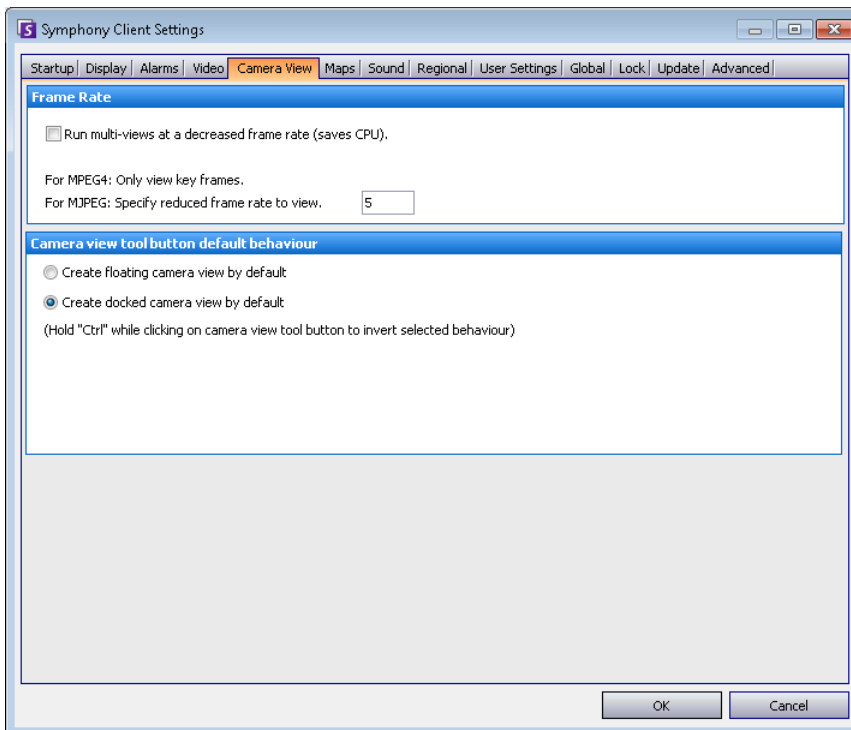 Symphony Client Settings
Startup Display Alarms Video Camera View Maps Sound Regional User Settings Global Lock Update Advanced
Frame Rate
Run multi-views at a decreased frame rate (saves CPU).
For MPEG4: Only view key frames.
For MJPEG: Specify reduced frame rate to view. 5
Camera view tool button default behaviour
Create floating camera view by default
Create docked camera view by default
(Hold "Ctrl" while clicking on camera view tool button to invert selected behaviour)
OK Cancel